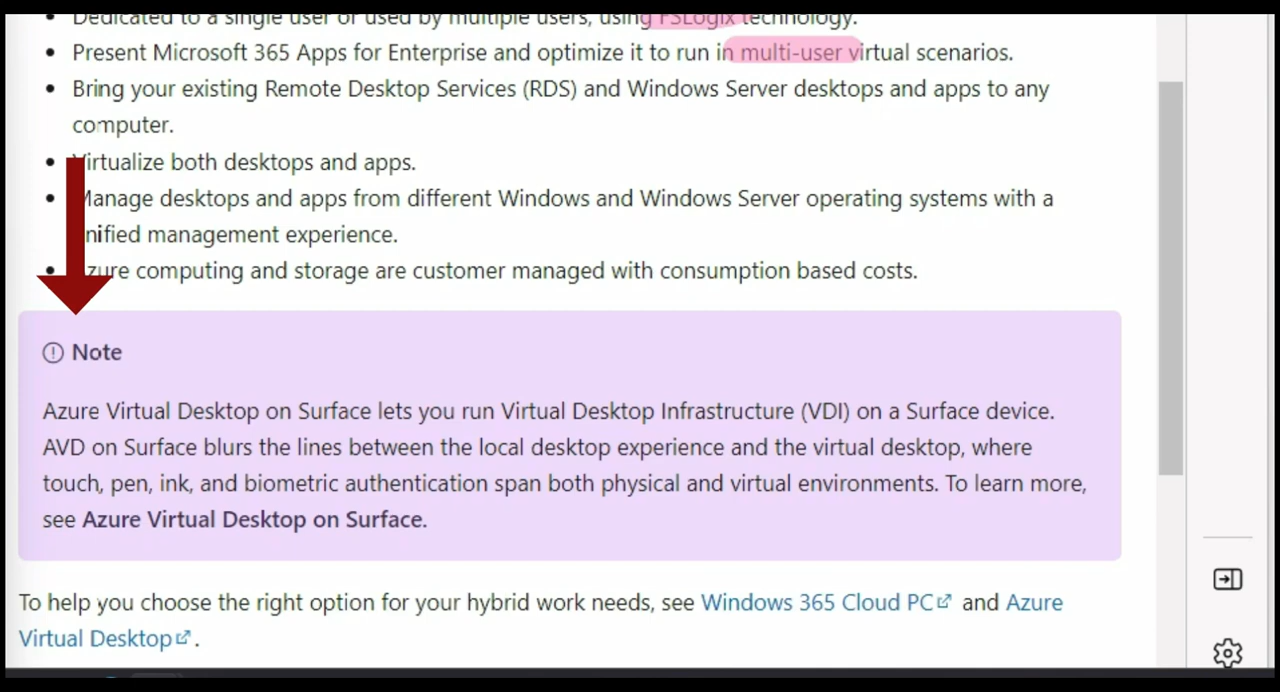 Dedicated to a single user or used by multiple users, using FSLogix technology.
Present Microsoft 365 Apps for Enterprise and optimize it to run in multi-user virtual scenarios.
Bring your existing Remote Desktop Services (RDS) and Windows Server desktops and apps to any
computer.
Virtualize both desktops and apps.
Manage desktops and apps from different Windows and Windows Server operating systems with a
unified management experience.
Azure computing and storage are customer managed with consumption based costs.
Note
Azure Virtual Desktop on Surface lets you run Virtual Desktop Infrastructure (VDI) on a Surface device.
AVD on Surface blurs the lines between the local desktop experience and the virtual desktop, where
touch, pen, ink, and biometric authentication span both physical and virtual environments. To learn more,
see Azure Virtual Desktop on Surface.
To help you choose the right option for your hybrid work needs, see Windows 365 Cloud PC and Azure
Virtual Desktop .